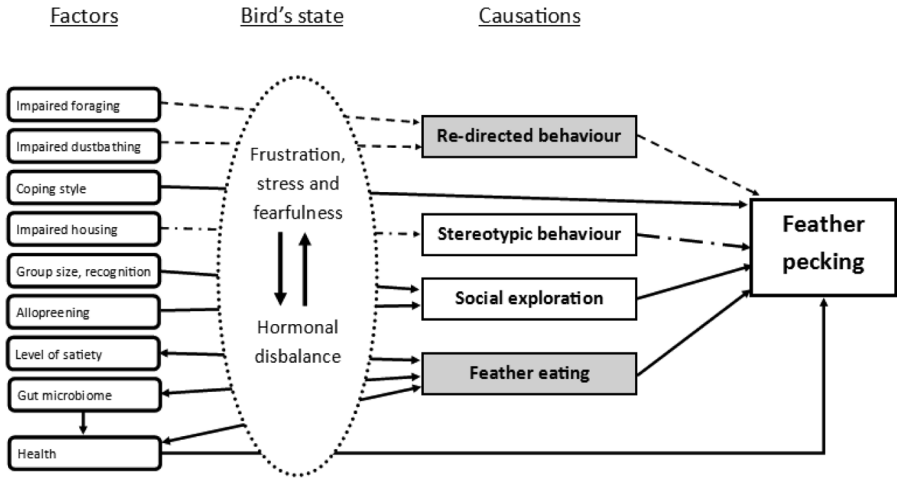 Factors
Bird's state
Causations
Impaired foraging
Impaired dustbathing
Coping style
Impaired housing
Group size, recognition
Allopreening
Level of satiety
Gut microbiome
Health
Frustration,
stress and
fearfulness
Hormonal
disbalance
Re-directed behaviour
Stereotypic behaviour
Social exploration
Feather eating
Feather
pecking